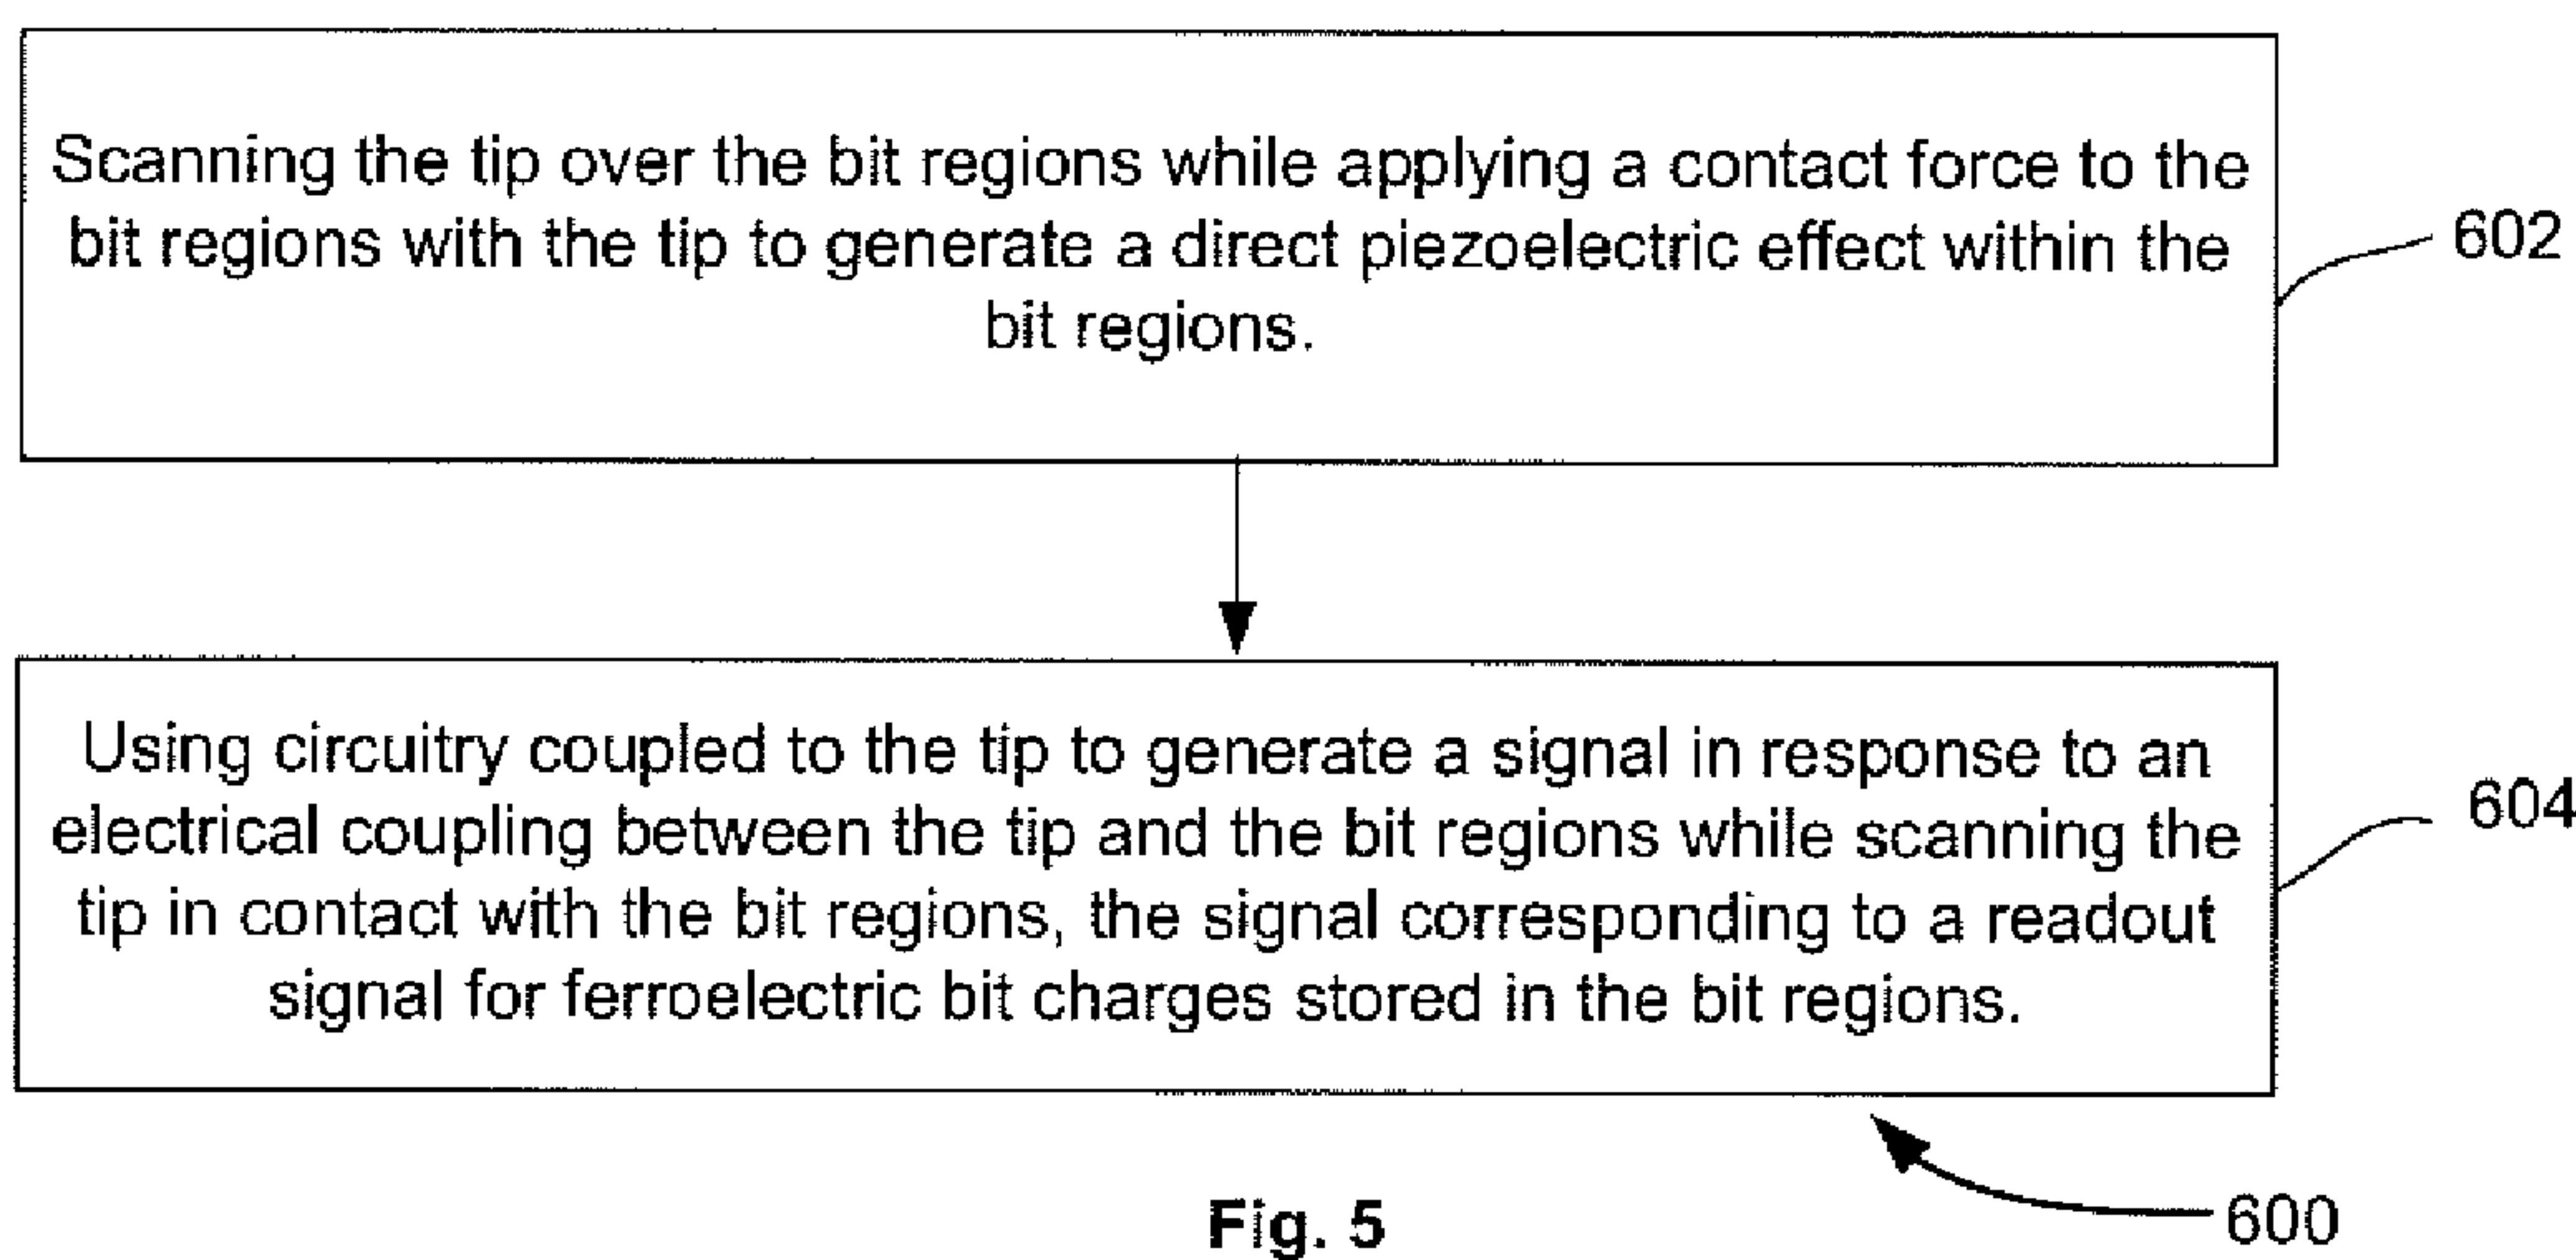 Scanning the tip over the bit regions while applying a contact force to the
bit regions with the tip to generate a direct piezoelectric effect within the
bit regions.
602
Using circuitry coupled to the tip to generate a signal in response to an
electrical coupling between the tip and the bit regions while scanning the
tip in contact with the bit regions, the signal corresponding to a readout
signal for ferroelectric bit charges stored in the bit regions.
604
Fig. 5
600